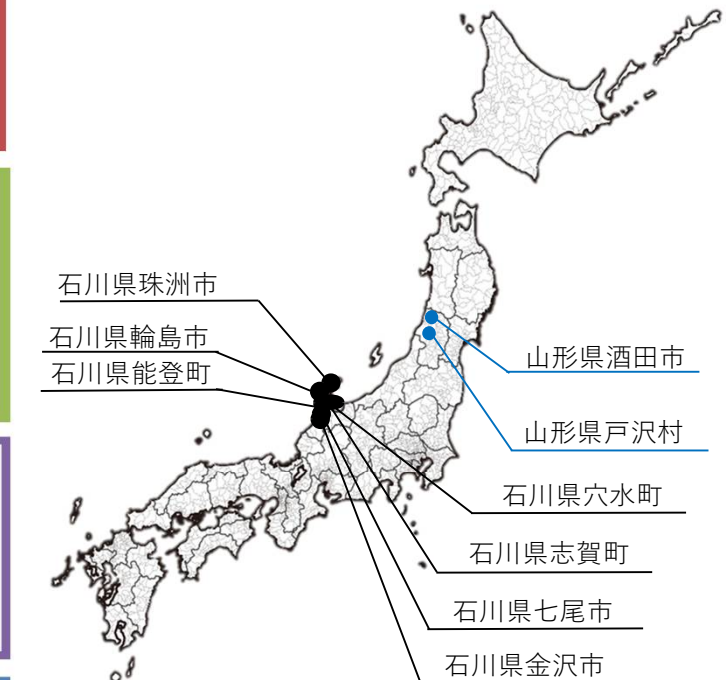 石川県珠洲市
石川県輪島市
石川県能登町
山形県酒田市
山形県戸沢村
石川県穴水町
石川県志賀町
石川県七尾市
石川県金沢市